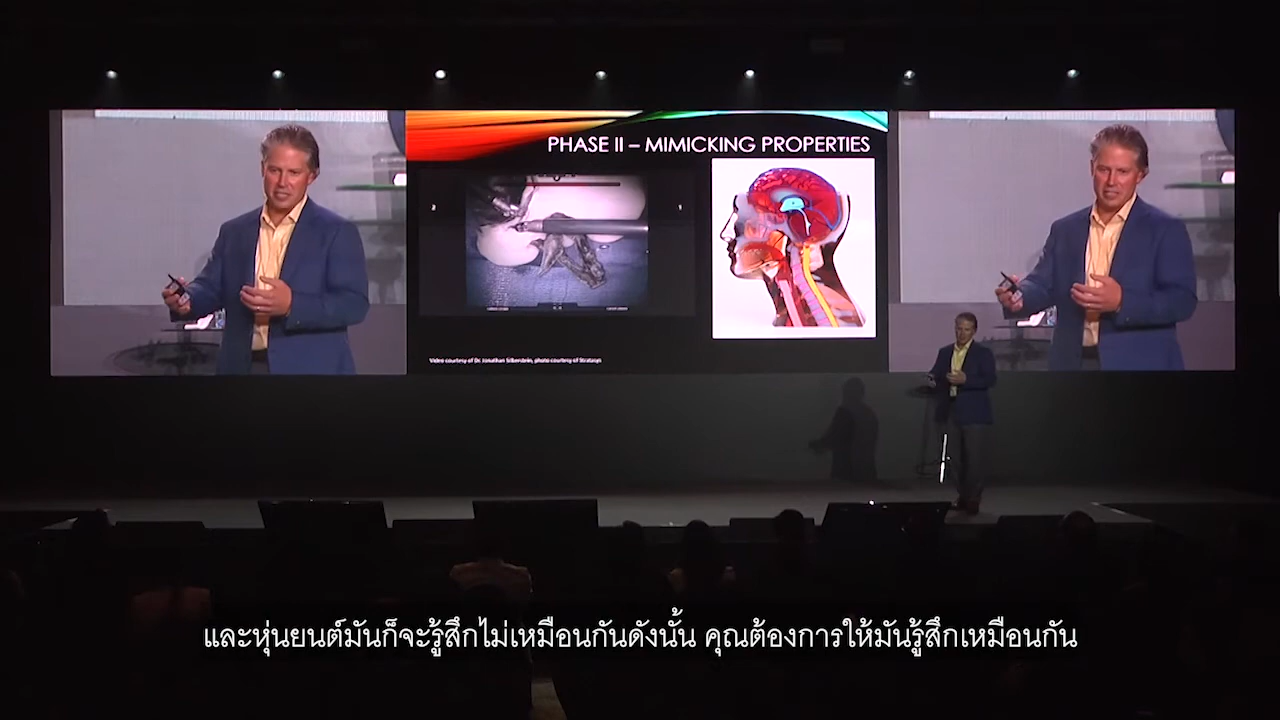 PHASE II – MIMICKING PROPERTIES
2
1
Video courtesy of Dr. Jonathan Silberstein, photo courtesy of Stratasys
และหุ่นยนต์มันก็จะรู้สึกไม่เหมือนกันดังนั้น คุณต้องการให้มันรู้สึกเหมือนกัน